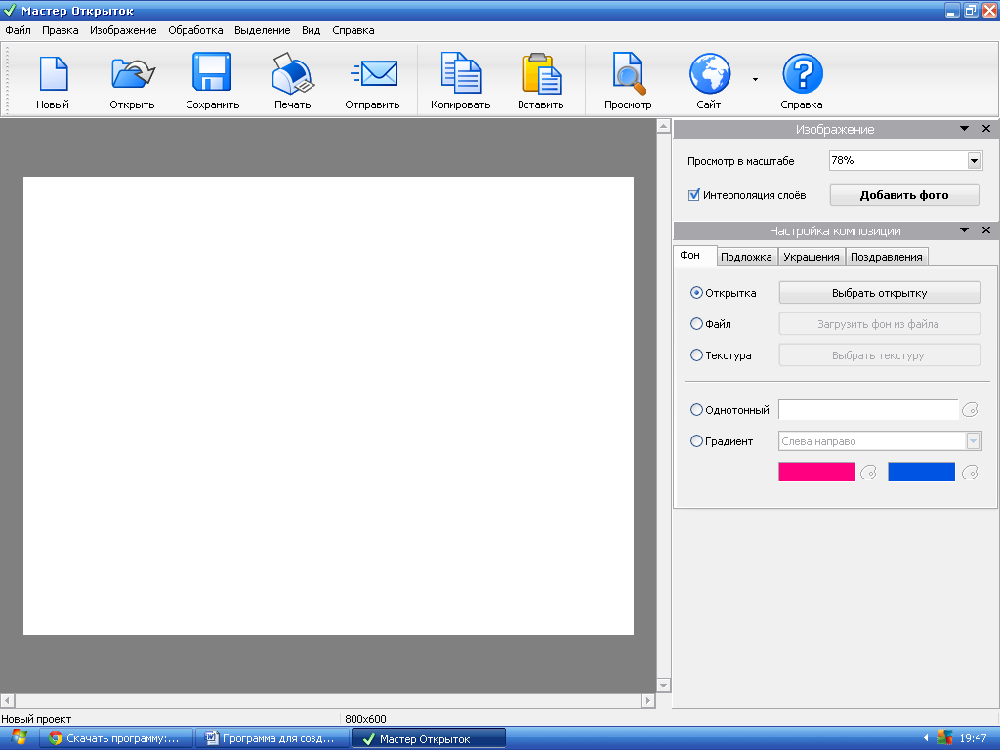 Мастер Открыток
Файл Правка Изображение Обработка Выделение Вид Справка
Новый Открыть Сохранить Печать Отправить Копировать Вставить Просмотр Сайт Справка
Изображение
Просмотр в масштабе 78%
Интерполяция слоёв Добавить фото
Настройка композиции
Фон Подложка Украшения Поздравления
Открытка Выбрать открытку
Файл Загрузить фон из файла
Текстура Выбрать текстуру
Однотонный
Градиент Слева направо
Новый проект 800x600
Скачать программу:... Программа для созд... Мастер Открыток 19:47